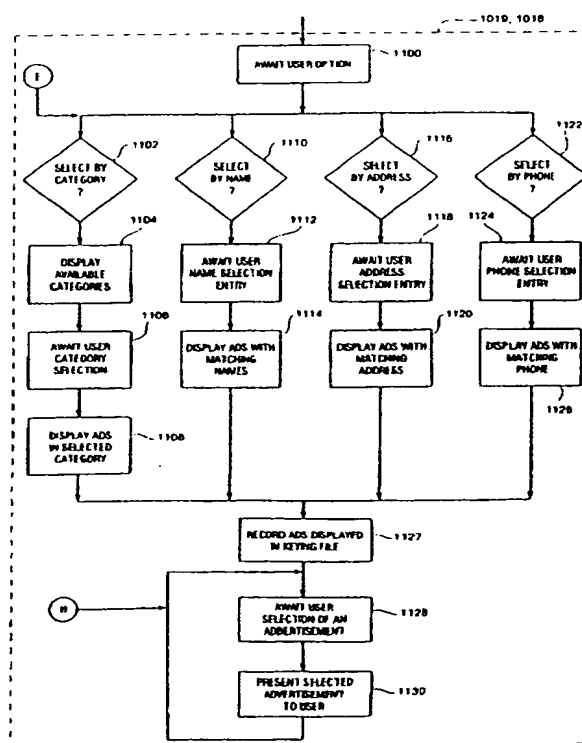 1019, 1018
AWAIT USER OPTION
1100
E
SELECT BY
CATEGORY
?
1102
SELECT
BY NAME
?
1110
SELECT
BY ADDRESS
?
1116
SELECT
BY PHONE
?
1122
DISPLAY
AVAILABLE
CATEGORIES
1104
AWAIT USER
NAME SELECTION
ENTRY
1112
AWAIT USER
ADDRESS
SELECTION ENTRY
1118
AWAIT USER
PHONE SELECTION
ENTRY
1124
AWAIT USER
CATEGORY
SELECTION
1106
DISPLAY ADS WITH
MATCHING
NAMES
1114
DISPLAY ADS WITH
MATCHING
ADDRESS
1120
DISPLAY ADS WITH
MATCHING
PHONE
1126
DISPLAY ADS
IN SELECTED
CATEGORY
1108
RECORD ADS DISPLAYED
IN KEYING FILE
1127
H
AWAIT USER
SELECTION OF AN
ADBERTISEMENT
1128
PRESENT SELECTED
ADVERTISEMENT
TO USER
1130